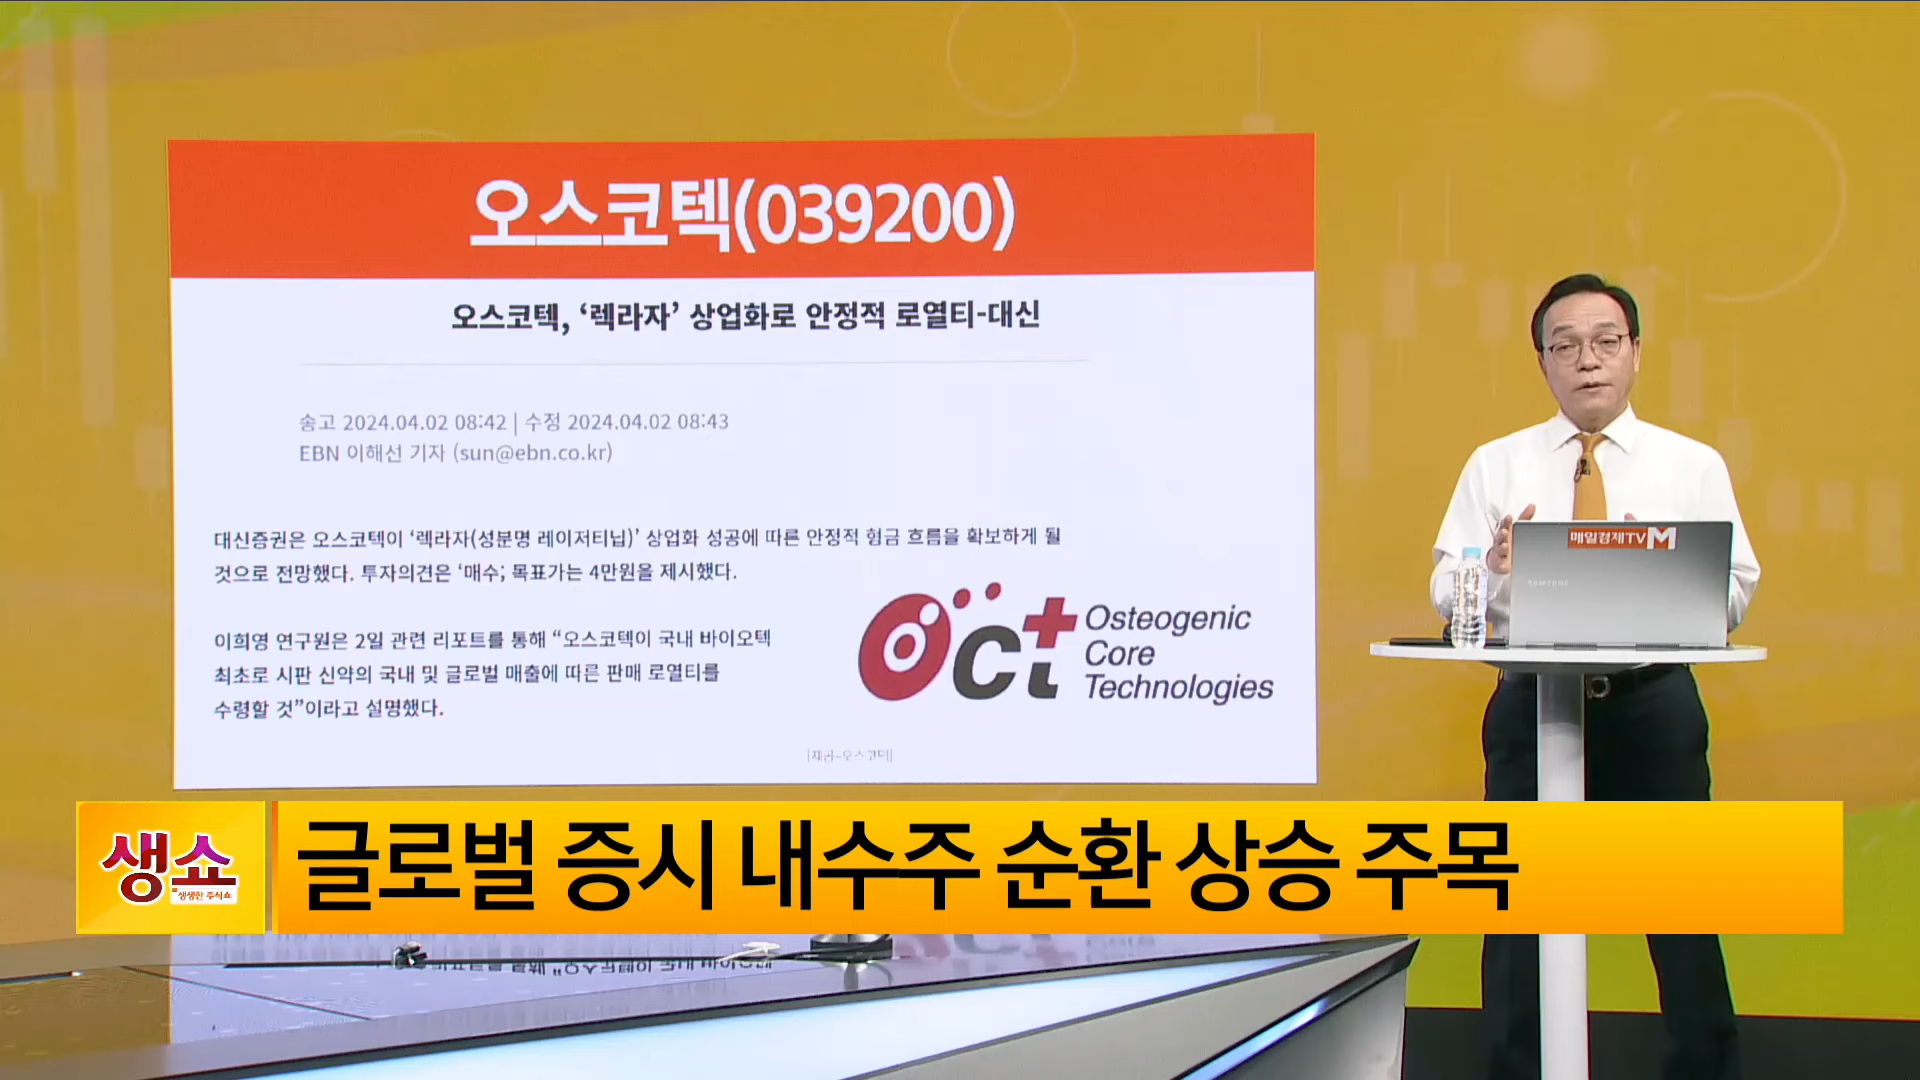 오스코텍(039200)
오스코텍, ‘렉라자’ 상업화로 안정적 로열티-대신
송고 2024.04.02 08:42 | 수정 2024.04.02 08:43
EBN 이해선 기자 (sun@ebn.co.kr)
대신증권은 오스코텍이 ‘렉라자(성분명 레이저티닙)’ 상업화 성공에 따른 안정적 현금 흐름을 확보하게 될
것으로 전망했다. 투자의견은 ‘매수; 목표가는 4만원을 제시했다.
이희영 연구원은 2일 관련 리포트를 통해 “오스코텍이 국내 바이오텍
최초로 시판 신약의 국내 및 글로벌 매출에 따른 판매 로열티를
수령할 것”이라고 설명했다.
Oct
Osteogenic
Core
Technologies
[제공=오스코텍]
매일경제TV M
SAMSUNG
생쇼
생생한 주식쇼
글로벌 증시 내수주 순환 상승 주목